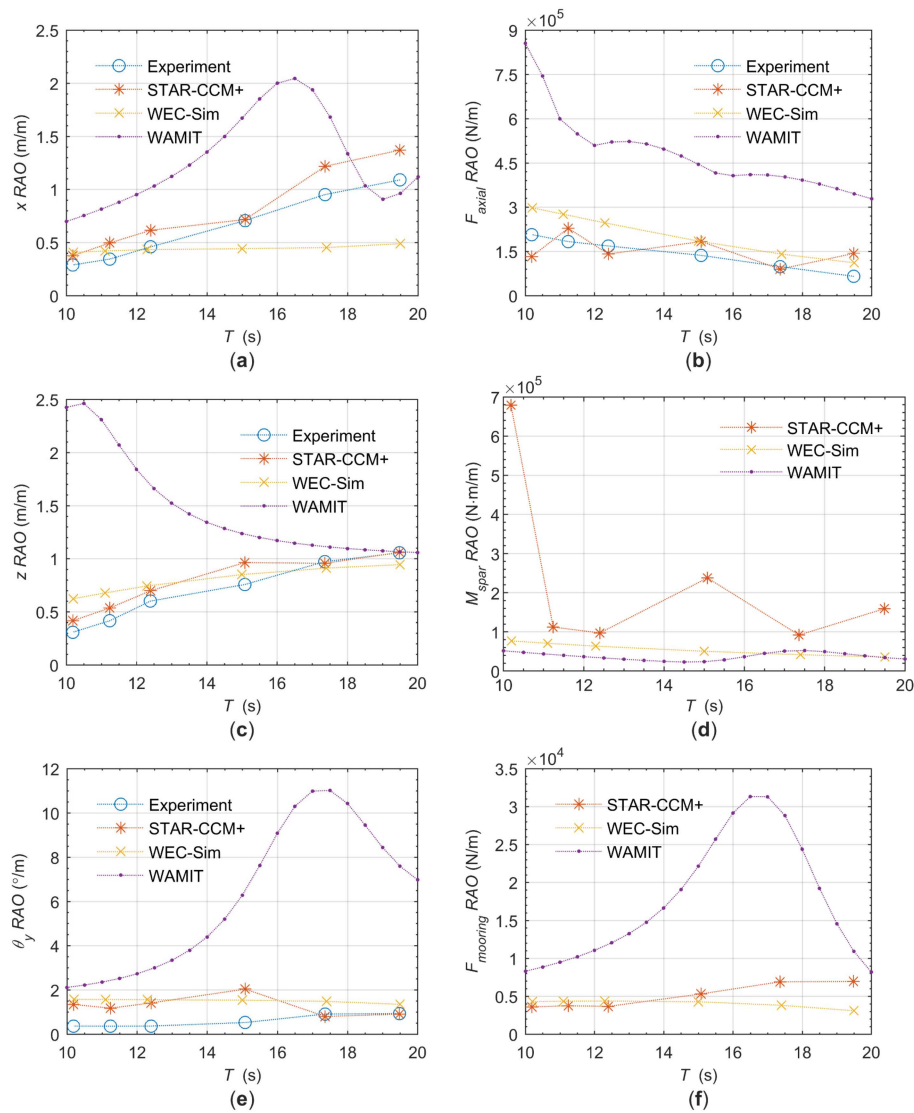 2.5
2
1.5
1
0.5
0
x RAO (m/m)
Experiment
STAR-CCM+
WEC-Sim
WAMIT
10 12 14 16 18 20
T (s)
(a)
×10⁵
9
7.5
6
4.5
3
1.5
0
F_axial RAO (N/m)
Experiment
STAR-CCM+
WEC-Sim
WAMIT
10 12 14 16 18 20
T (s)
(b)
2.5
2
1.5
1
0.5
0
z RAO (m/m)
Experiment
STAR-CCM+
WEC-Sim
WAMIT
10 12 14 16 18 20
T (s)
(c)
×10⁵
7
6
5
4
3
2
1
0
M_spar RAO (N·m/m)
STAR-CCM+
WEC-Sim
WAMIT
10 12 14 16 18 20
T (s)
(d)
12
10
8
6
4
2
0
θ_y RAO (°/m)
Experiment
STAR-CCM+
WEC-Sim
WAMIT
10 12 14 16 18 20
T (s)
(e)
×10⁴
3.5
3
2.5
2
1.5
1
0.5
0
F_mooring RAO (N/m)
STAR-CCM+
WEC-Sim
WAMIT
10 12 14 16 18 20
T (s)
(f)